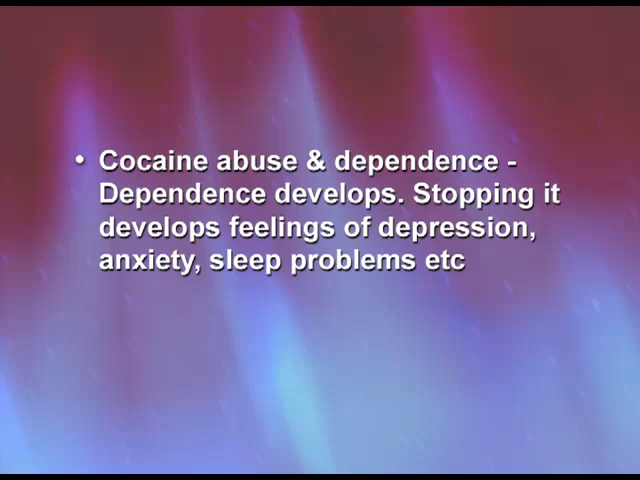 • Cocaine abuse & dependence -
Dependence develops. Stopping it
develops feelings of depression,
anxiety, sleep problems etc